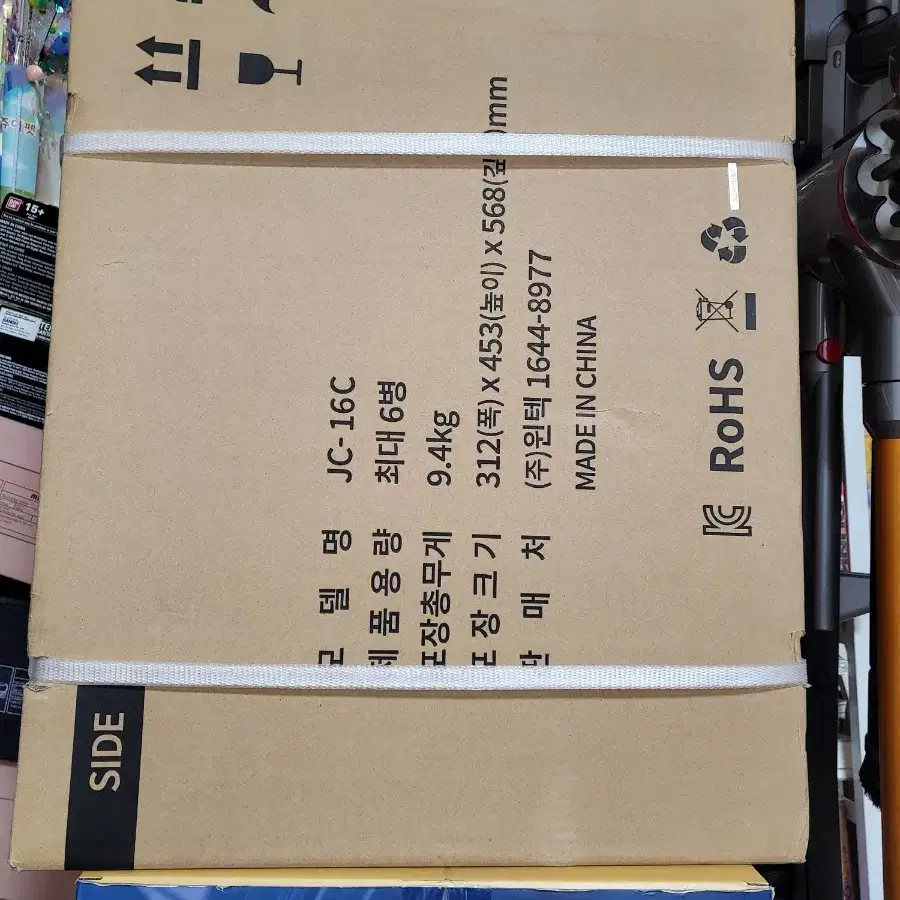 모델명 JC-16C
제품용량 최대 6병
포장총무게 9.4kg
포장크기 312(폭) x 453(높이) x 568(깊 mm
판매처 (주)윈텍 1644-8977
MADE IN CHINA
RoHS
SIDE
15+